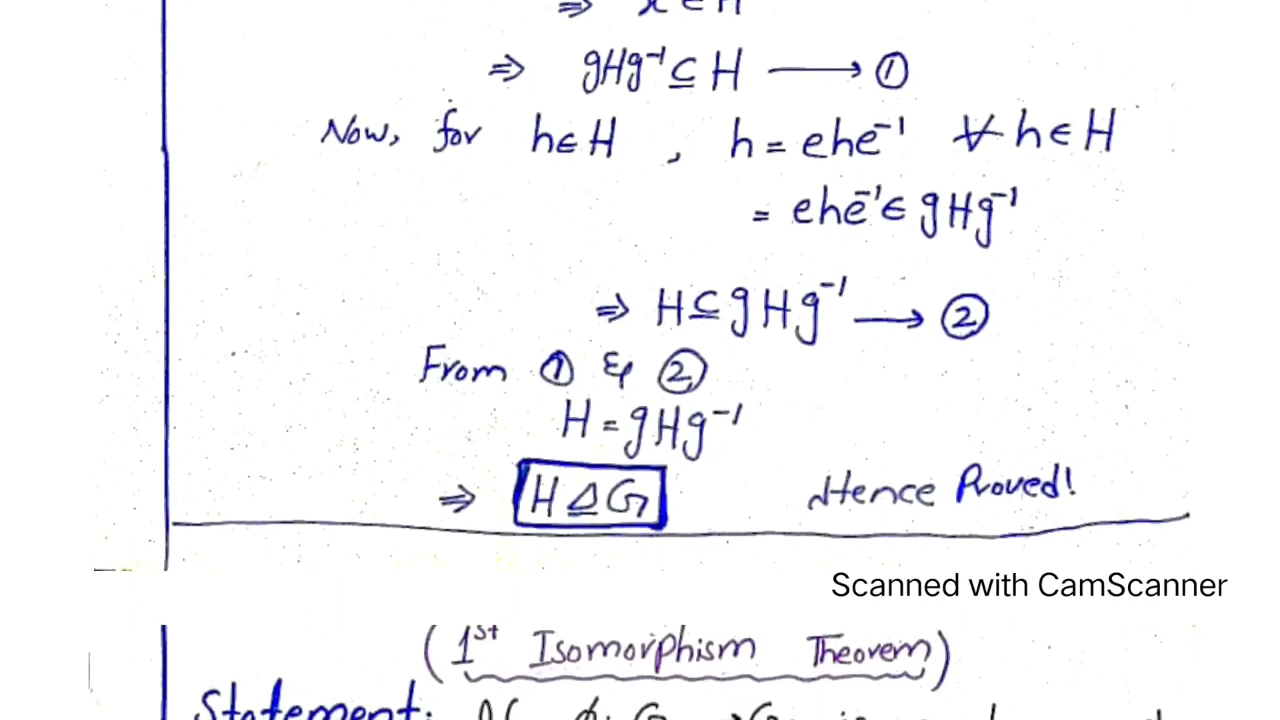 ⇒ x ∈ H
⇒ gHg⁻¹ ⊆ H ⟶ ①
Now, for h∈H , h = ehe⁻¹ ∀ h∈H
= ehe⁻¹ ∈ gHg⁻¹
⇒ H ⊆ gHg⁻¹ ⟶ ②
From ① & ②
H = gHg⁻¹
⇒ H ⊴ G Hence Proved!
Scanned with CamScanner
(1st Isomorphism Theorem)
Statement: